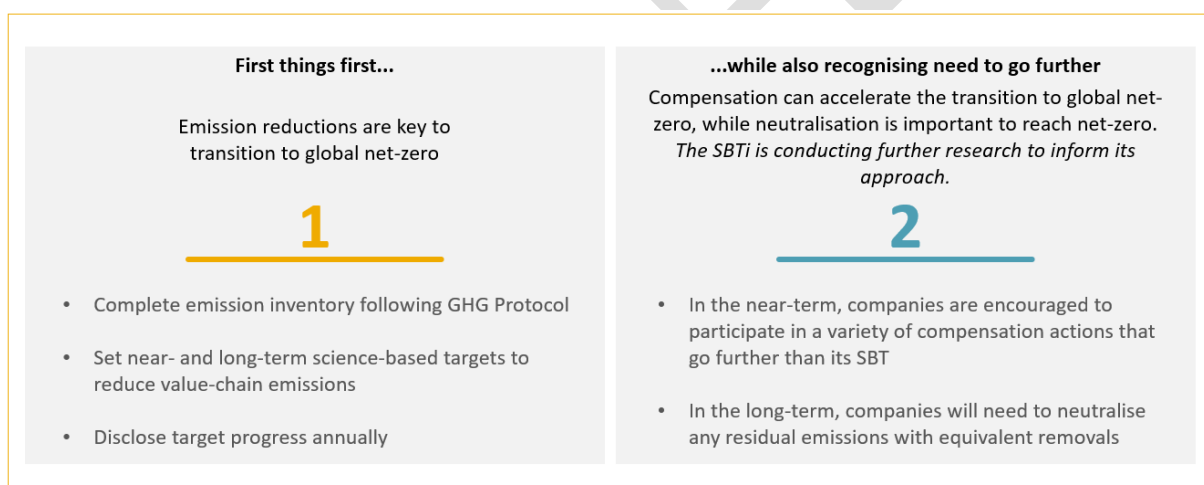 First things first...
Emission reductions are key to
transition to global net-zero
1
• Complete emission inventory following GHG Protocol
• Set near- and long-term science-based targets to
reduce value-chain emissions
• Disclose target progress annually
...while also recognising need to go further
Compensation can accelerate the transition to global net-
zero, while neutralisation is important to reach net-zero.
The SBTi is conducting further research to inform its
approach.
2
• In the near-term, companies are encouraged to
participate in a variety of compensation actions that
go further than its SBT
• In the long-term, companies will need to neutralise
any residual emissions with equivalent removals